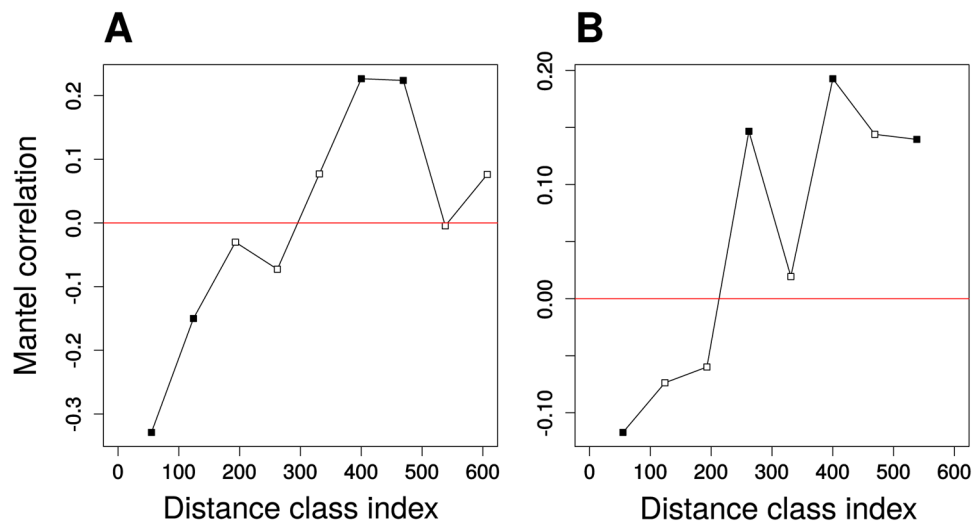 A
B
Mantel correlation
0.2
0.1
0.0
-0.1
-0.2
-0.3
0 100 200 300 400 500 600
Distance class index
0.20
0.10
0.00
-0.10
0 100 200 300 400 500 600
Distance class index